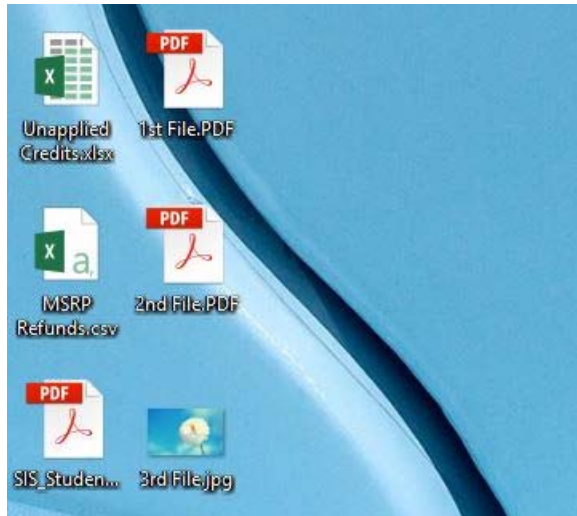 PDF
X
Unapplied
Credits.xlsx
1st File.PDF
PDF
X a,
MSRP
Refunds.csv
2nd File.PDF
PDF
SIS_Studen...
3rd File.jpg